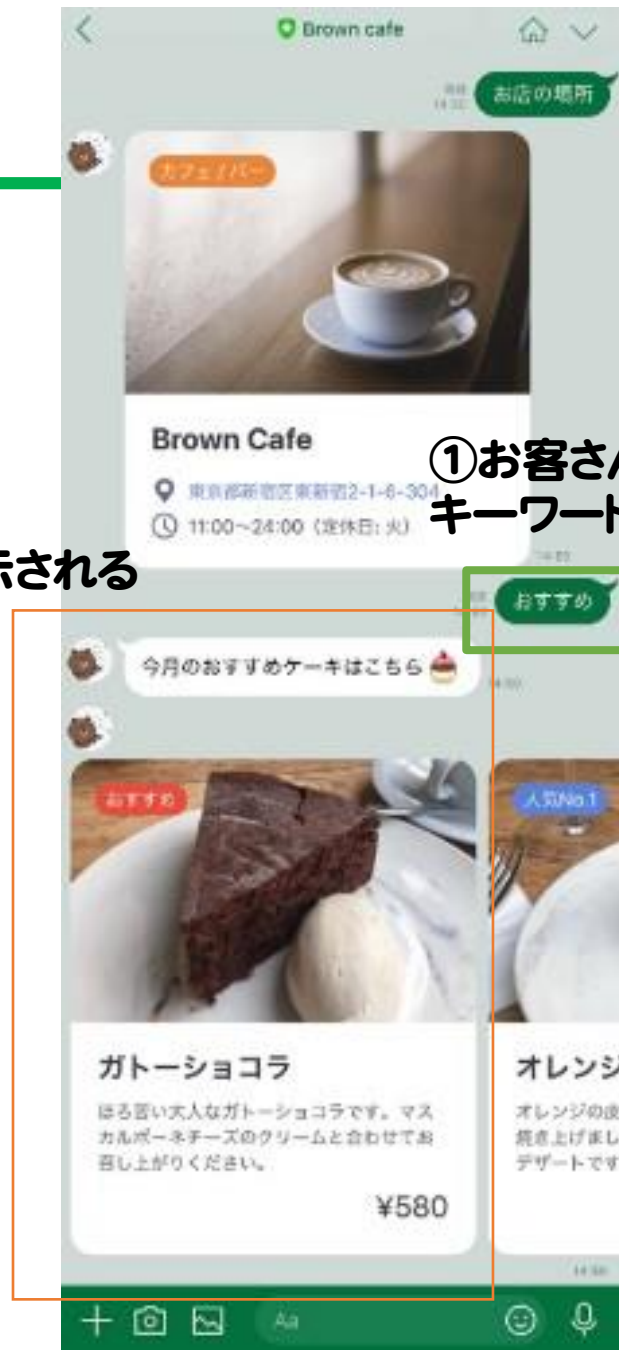 Brown cafe
お店の場所
カフェ / バー
Brown Cafe
東京都新宿区東新宿2-1-6-304
11:00~24:00 (定休日: 火)
①お客さん
キーワード
示される
おすすめ
今月のおすすめケーキはこちら
おすすめ
人気No.1
ガトーショコラ
ほろ苦い大人なガトーショコラです。マス
カルポーネチーズのクリームと合わせてお
召し上がりください。
¥580
オレンジ
オレンジの皮
焼き上げまし
デザートです
Aa